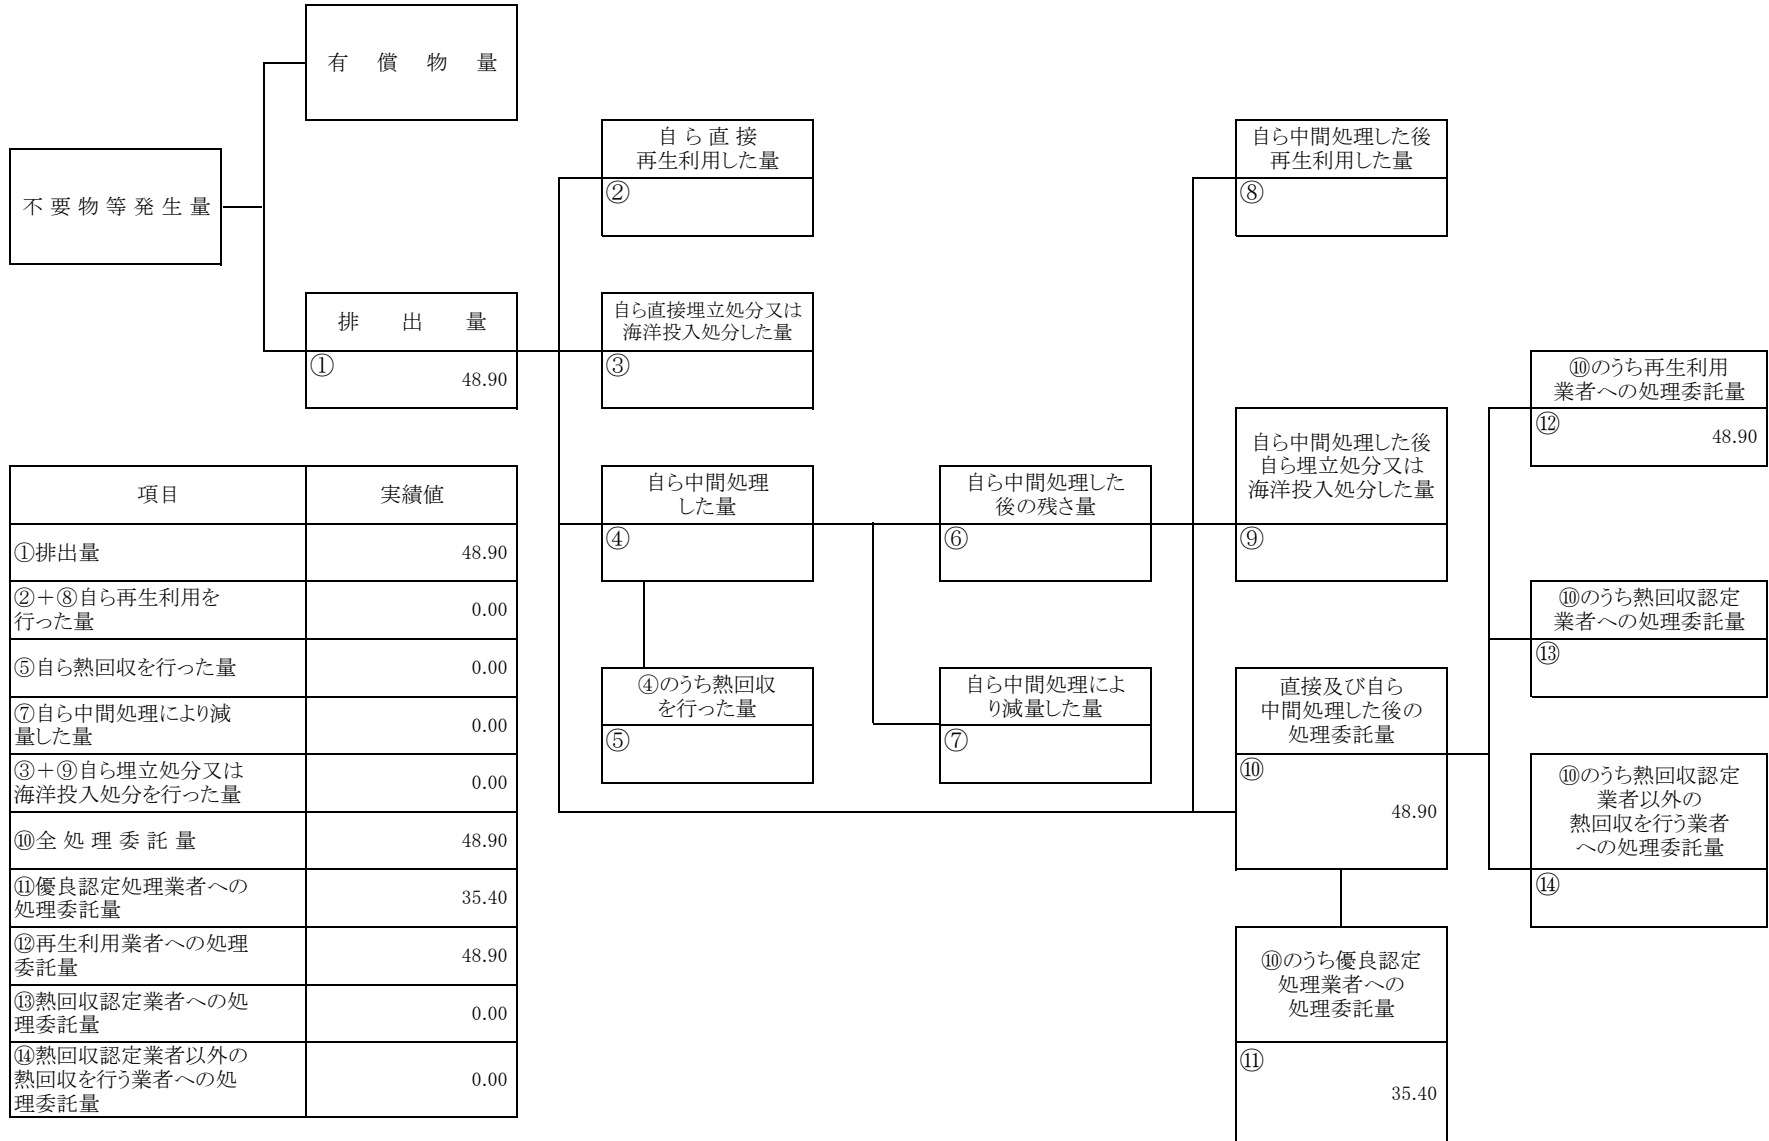 有償物量
不要物等発生量
排出量
①
48.90
自ら直接
再生利用した量
②
自ら直接埋立処分又は
海洋投入処分した量
③
自ら中間処理
した量
④
④のうち熱回収
を行った量
⑤
自ら中間処理した
後の残さ量
⑥
自ら中間処理によ
り減量した量
⑦
自ら中間処理した後
再生利用した量
⑧
自ら中間処理した後
自ら埋立処分又は
海洋投入処分した量
⑨
直接及び自ら
中間処理した後の
処理委託量
⑩
48.90
⑩のうち優良認定
処理業者への
処理委託量
⑪
35.40
⑩のうち再生利用
業者への処理委託量
⑫
48.90
⑩のうち熱回収認定
業者への処理委託量
⑬
⑩のうち熱回収認定
業者以外の
熱回収を行う業者
への処理委託量
⑭
項目 実績値
①排出量 48.90
②＋⑧自ら再生利用を
行った量 0.00
⑤自ら熱回収を行った量 0.00
⑦自ら中間処理により減
量した量 0.00
③＋⑨自ら埋立処分又は
海洋投入処分を行った量 0.00
⑩全処理委託量 48.90
⑪優良認定処理業者への
処理委託量 35.40
⑫再生利用業者への処理
委託量 48.90
⑬熱回収認定業者への処
理委託量 0.00
⑭熱回収認定業者以外の
熱回収を行う業者への処
理委託量 0.00